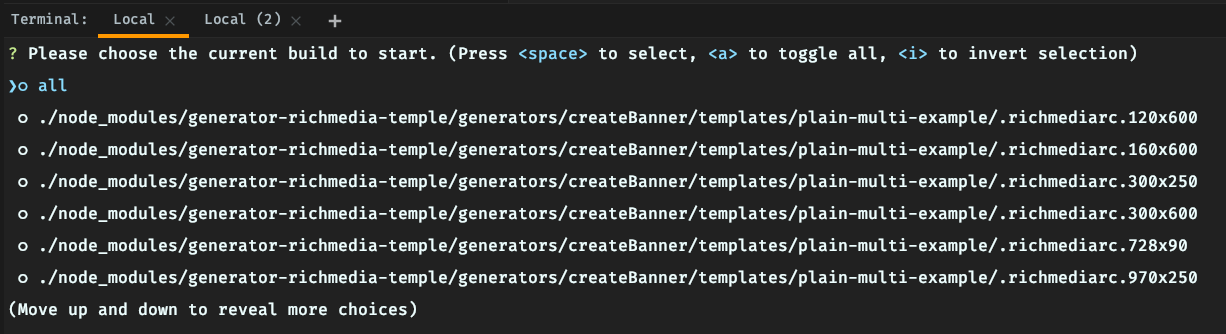 Terminal: Local × Local (2) × +
? Please choose the current build to start. (Press <space> to select, <a> to toggle all, <i> to invert selection)
❯○ all
○ ./node_modules/generator-richmedia-temple/generators/createBanner/templates/plain-multi-example/.richmediarc.120x600
○ ./node_modules/generator-richmedia-temple/generators/createBanner/templates/plain-multi-example/.richmediarc.160x600
○ ./node_modules/generator-richmedia-temple/generators/createBanner/templates/plain-multi-example/.richmediarc.300x250
○ ./node_modules/generator-richmedia-temple/generators/createBanner/templates/plain-multi-example/.richmediarc.300x600
○ ./node_modules/generator-richmedia-temple/generators/createBanner/templates/plain-multi-example/.richmediarc.728x90
○ ./node_modules/generator-richmedia-temple/generators/createBanner/templates/plain-multi-example/.richmediarc.970x250
(Move up and down to reveal more choices)